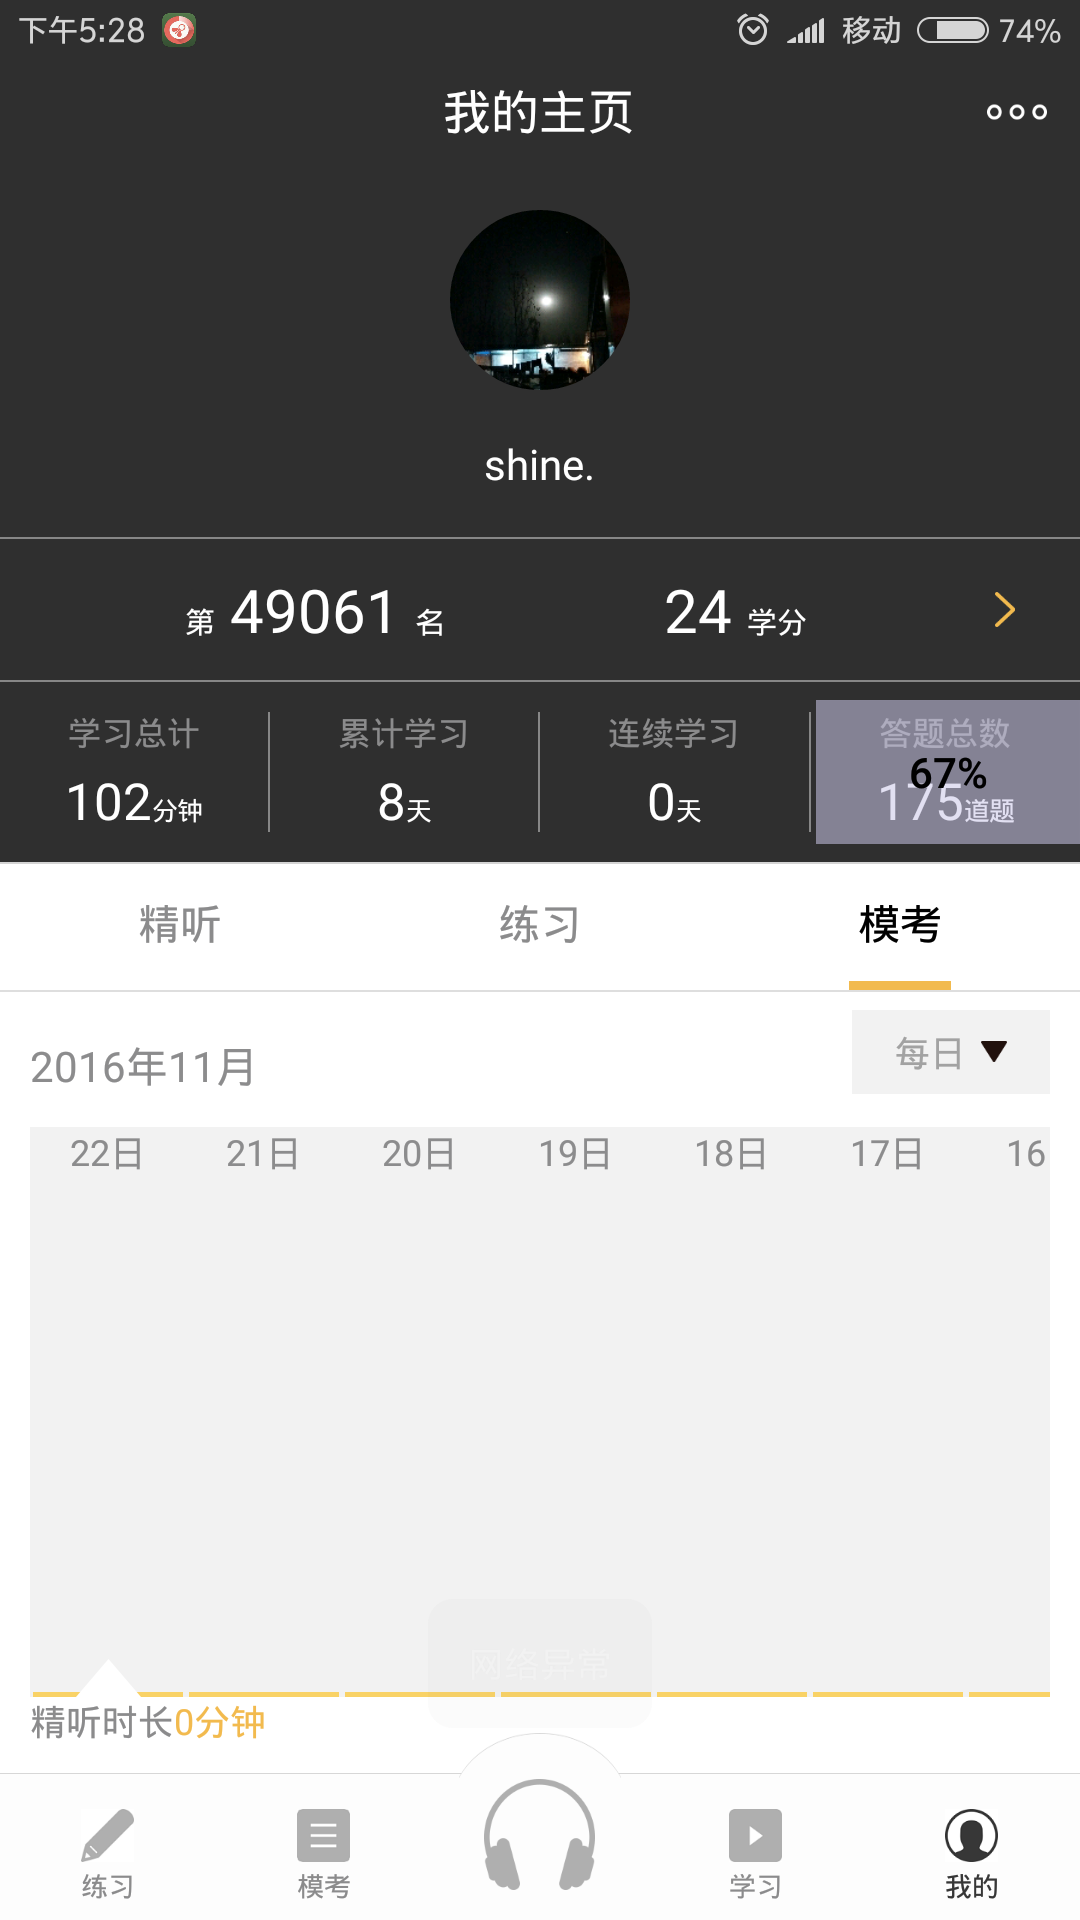 下午5:28 移动 74%
我的主页
shine.
第 49061 名 24 学分
学习总计 累计学习 连续学习 答题总数
67%
102分钟 8天 0天 175道题
精听 练习 模考
2016年11月 每日
22日 21日 20日 19日 18日 17日 16
网络异常
精听时长0分钟
练习 模考 学习 我的